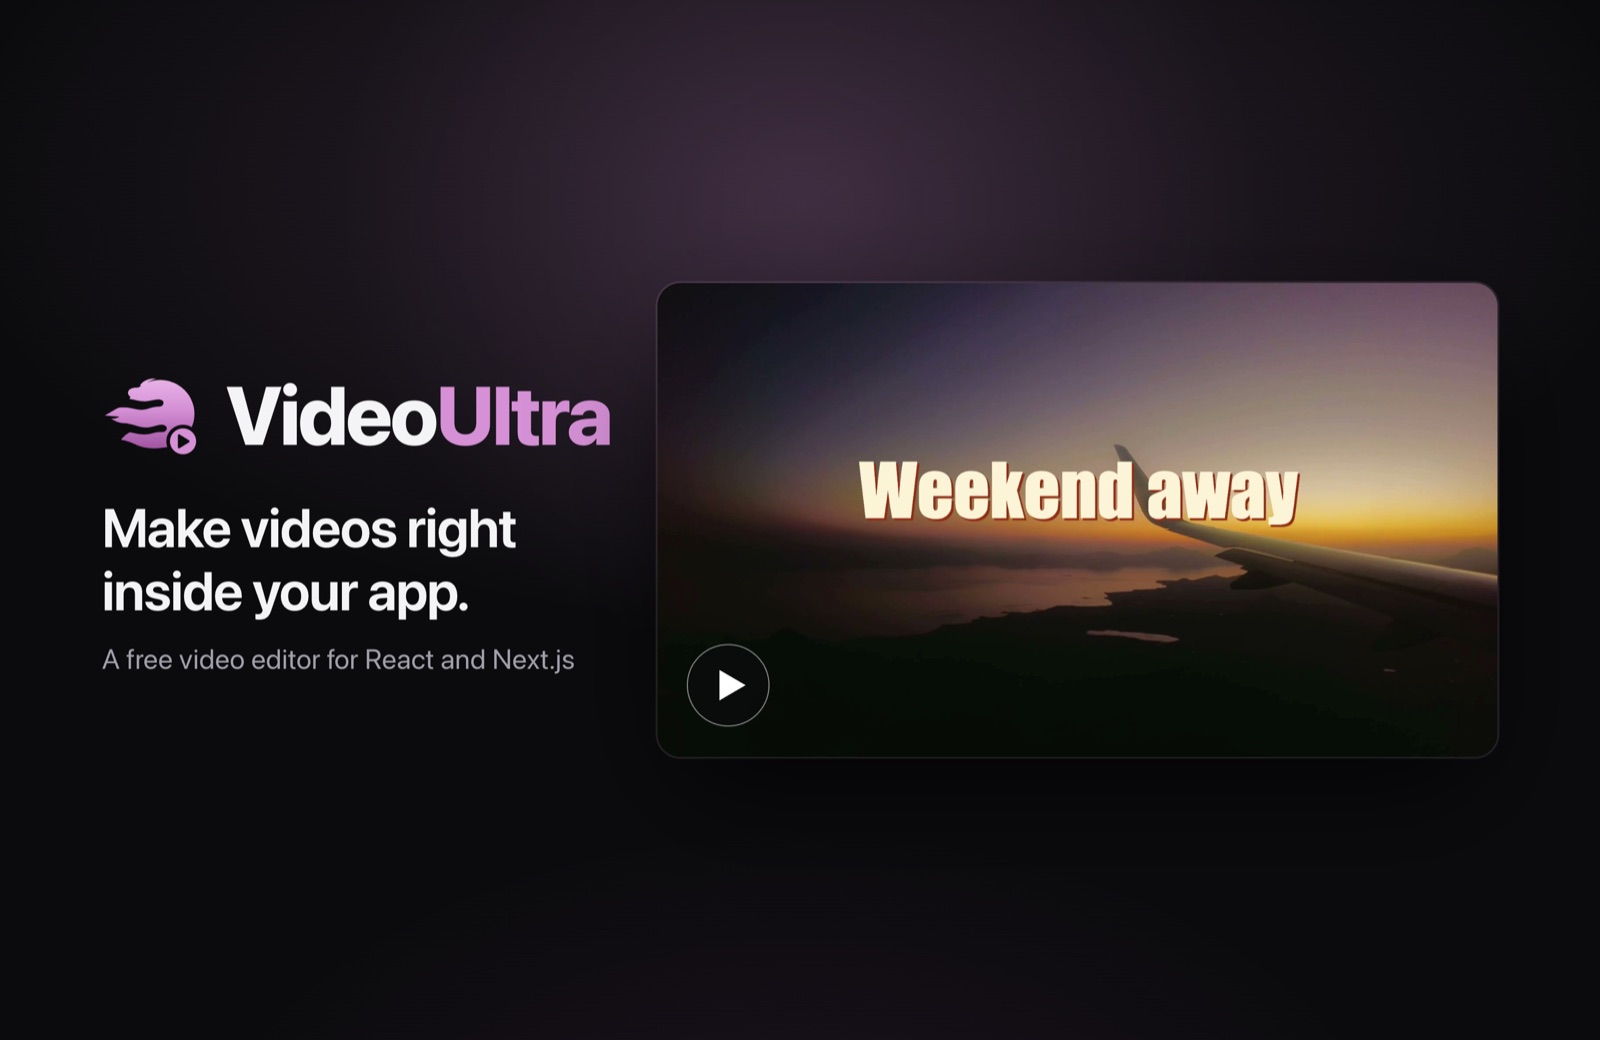 VideoUltra
Make videos right
inside your app.
A free video editor for React and Next.js
Weekend away